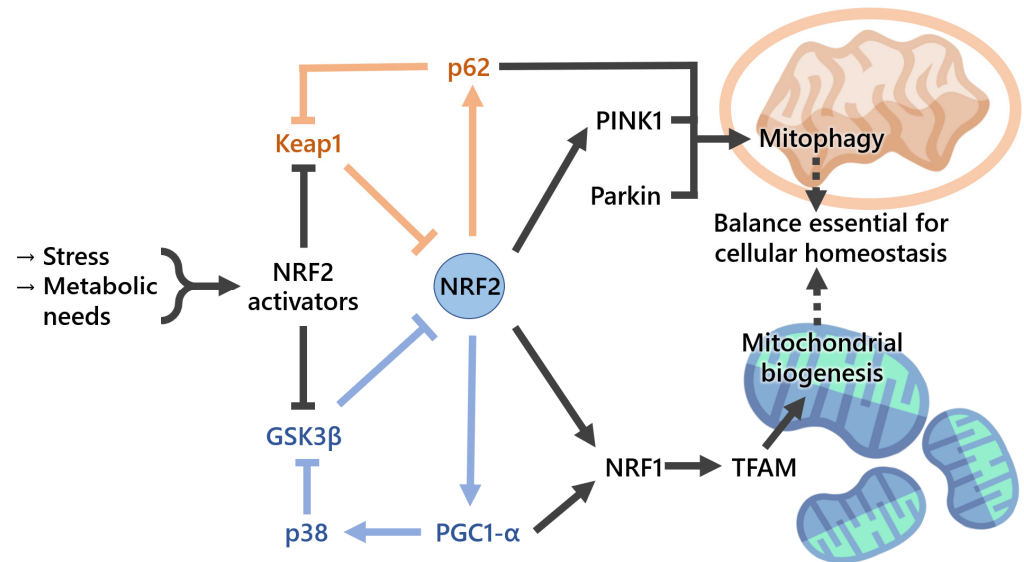 p62
Keap1
PINK1
Mitophagy
Parkin
Balance essential for
cellular homeostasis
→ Stress
→ Metabolic
needs
NRF2
activators
NRF2
Mitochondrial
biogenesis
GSK3β
NRF1
TFAM
p38
PGC1-α